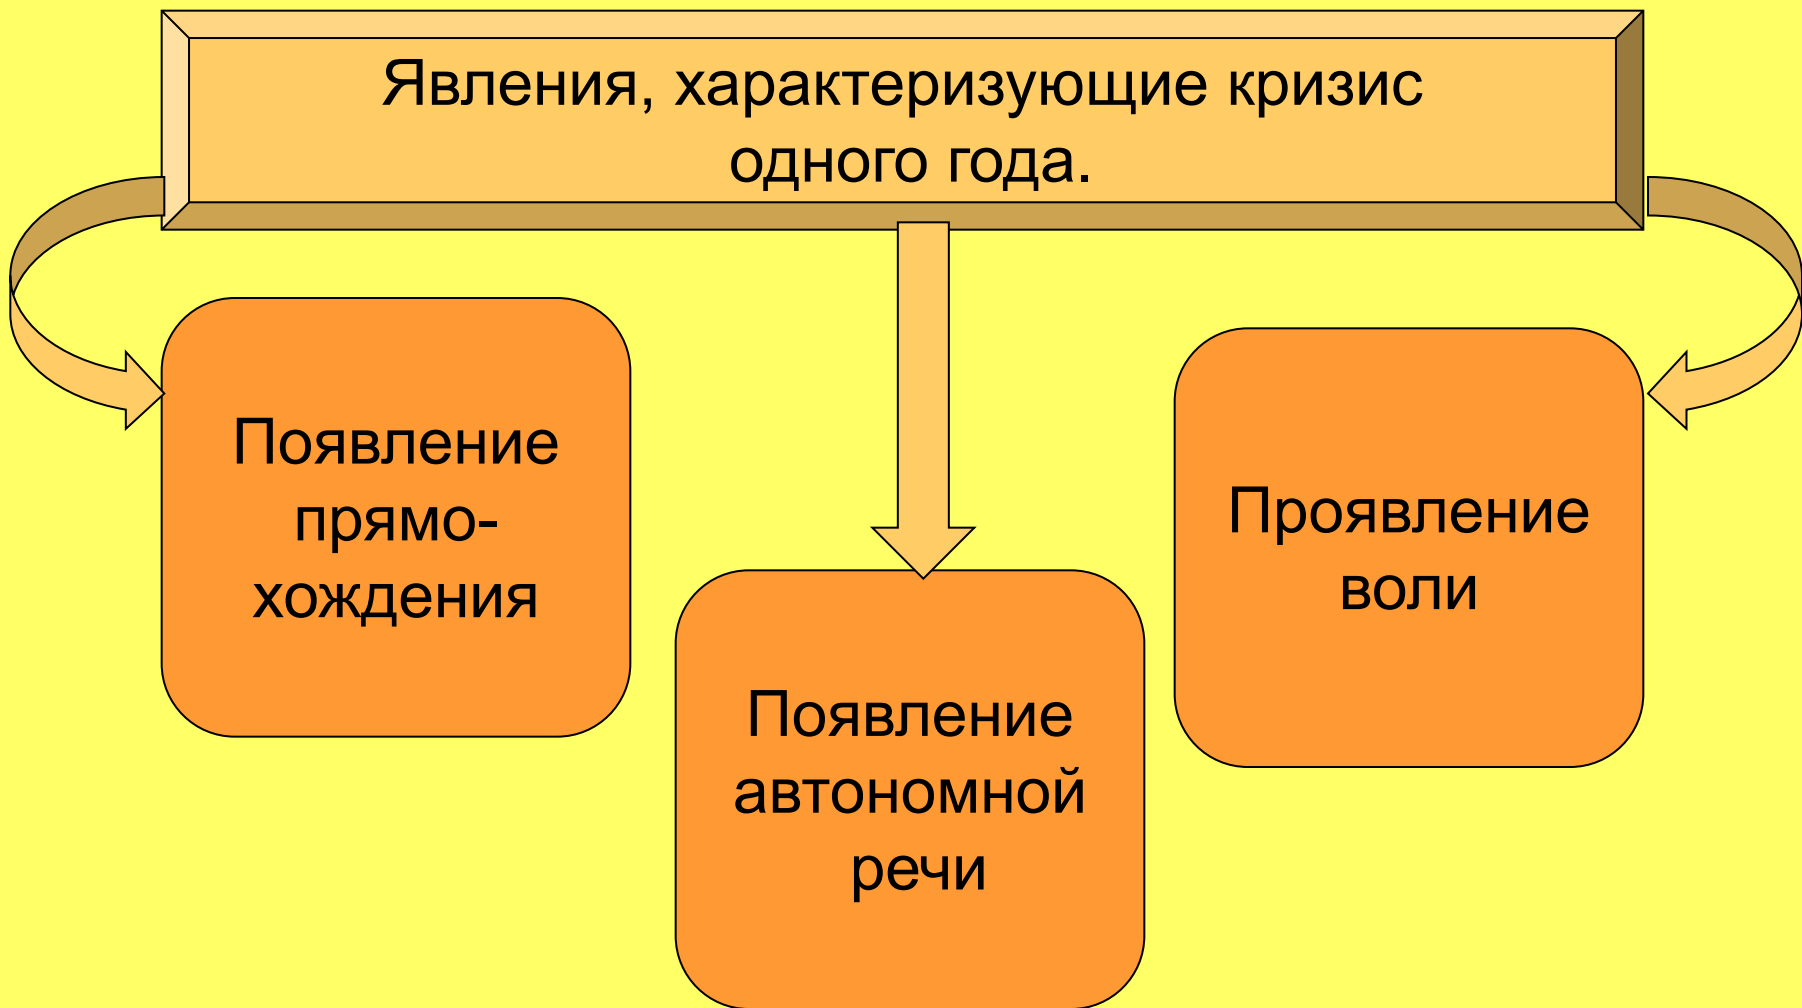 Явления, характеризующие кризис
одного года.
Появление
прямо-
хождения
Появление
автономной
речи
Проявление
воли